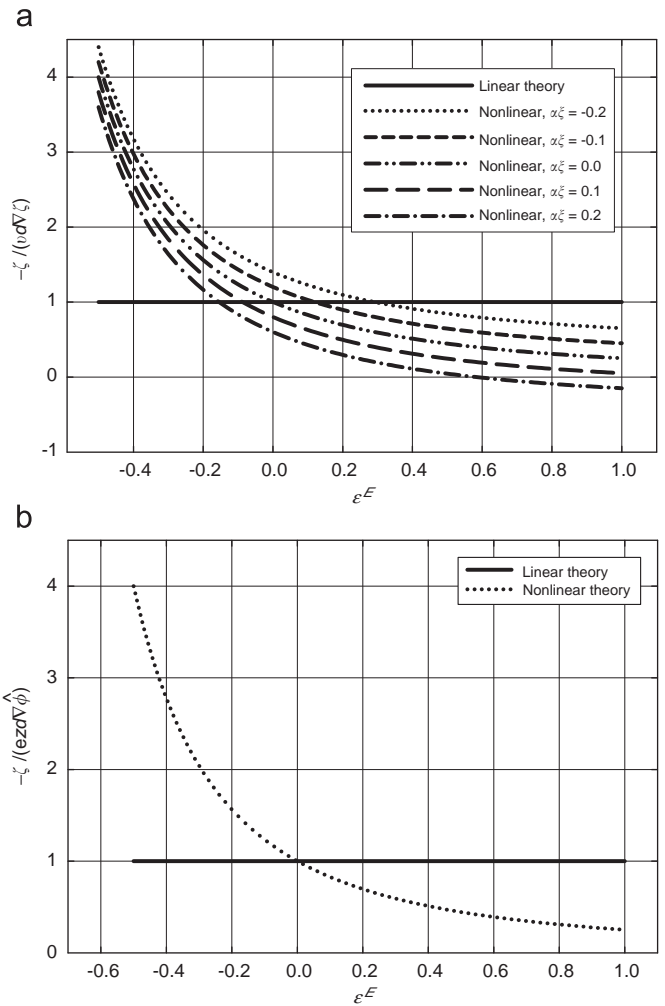 a
4
3
2
1
0
-1
-ζ /(υd∇ζ)
Linear theory
Nonlinear, αξ = -0.2
Nonlinear, αξ = -0.1
Nonlinear, αξ = 0.0
Nonlinear, αξ = 0.1
Nonlinear, αξ = 0.2
-0.4 -0.2 0.0 0.2 0.4 0.6 0.8 1.0
ε^E
b
4
3
2
1
0
-ζ /(ezd∇φ̂)
Linear theory
Nonlinear theory
-0.6 -0.4 -0.2 0.0 0.2 0.4 0.6 0.8 1.0
ε^E